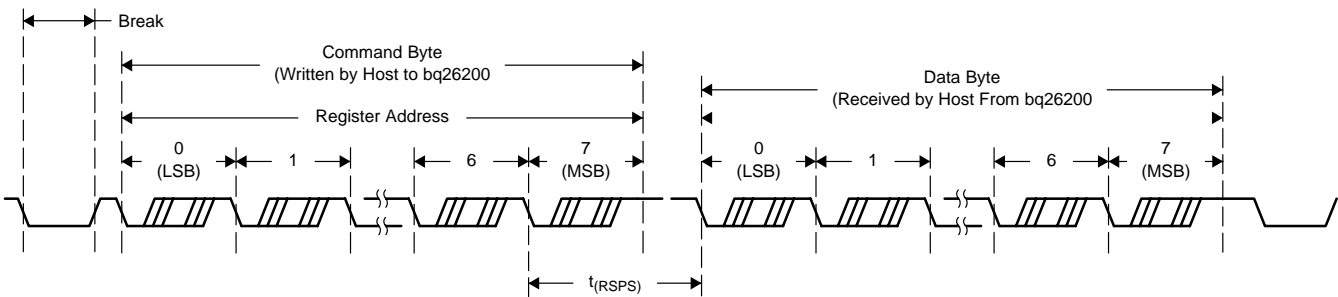 Break
Command Byte
(Written by Host to bq26200
Data Byte
(Received by Host From bq26200
Register Address
0
(LSB)
1
6
7
(MSB)
0
(LSB)
1
6
7
(MSB)
t(RSPS)